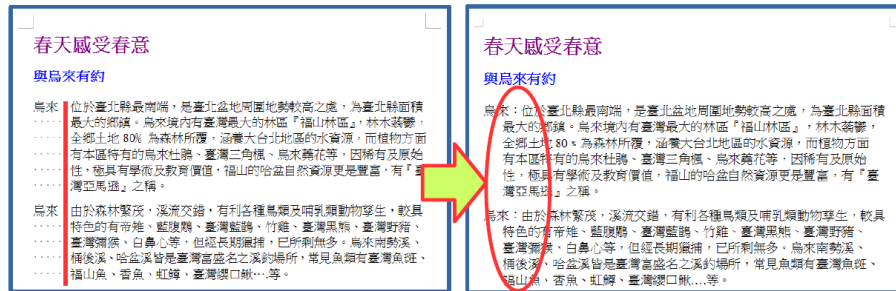 春天感受春意
與烏來有約
烏來 位於臺北縣最南端，是臺北盆地周圍地勢較高之處，為臺北縣面積
最大的鄉鎮。烏來境內有臺灣最大的林區『福山林區』，林木蓊鬱，
全鄉土地 80% 為森林所覆，涵養大台北地區的水資源，而植物方面
有本區特有的烏來杜鵑、臺灣三角楓、烏來蕘花等，因稀有及原始
性，極具有學術及教育價值，福山的哈盆自然資源更是豐富，有『臺
灣亞馬遜』之稱。
烏來 由於森林繁茂，溪流交錯，有利各種鳥類及哺乳類動物孳生，較具
特色的有帝雉、藍腹鷴、臺灣藍鵲、竹雞、臺灣黑熊、臺灣野豬、
臺灣獼猴、白鼻心等，但經長期獵捕，已所剩無多。烏來南勢溪、
桶後溪、哈盆溪皆是臺灣富盛名之溪釣場所，常見魚類有臺灣魚斑、
福山魚、香魚、虹鱒、臺灣纓口鰍…等。
春天感受春意
與烏來有約
烏來：位於臺北縣最南端，是臺北盆地周圍地勢較高之處，為臺北縣面積
最大的鄉鎮。烏來境內有臺灣最大的林區『福山林區』，林木蓊鬱，
全鄉土地 80% 為森林所覆，涵養大台北地區的水資源，而植物方面
有本區特有的烏來杜鵑、臺灣三角楓、烏來蕘花等，因稀有及原始
性，極具有學術及教育價值，福山的哈盆自然資源更是豐富，有『臺
灣亞馬遜』之稱。
烏來：由於森林繁茂，溪流交錯，有利各種鳥類及哺乳類動物孳生，較具
特色的有帝雉、藍腹鷴、臺灣藍鵲、竹雞、臺灣黑熊、臺灣野豬、
臺灣獼猴、白鼻心等，但經長期獵捕，已所剩無多。烏來南勢溪、
桶後溪、哈盆溪皆是臺灣富盛名之溪釣場所，常見魚類有臺灣魚斑、
福山魚、香魚、虹鱒、臺灣纓口鰍....等。